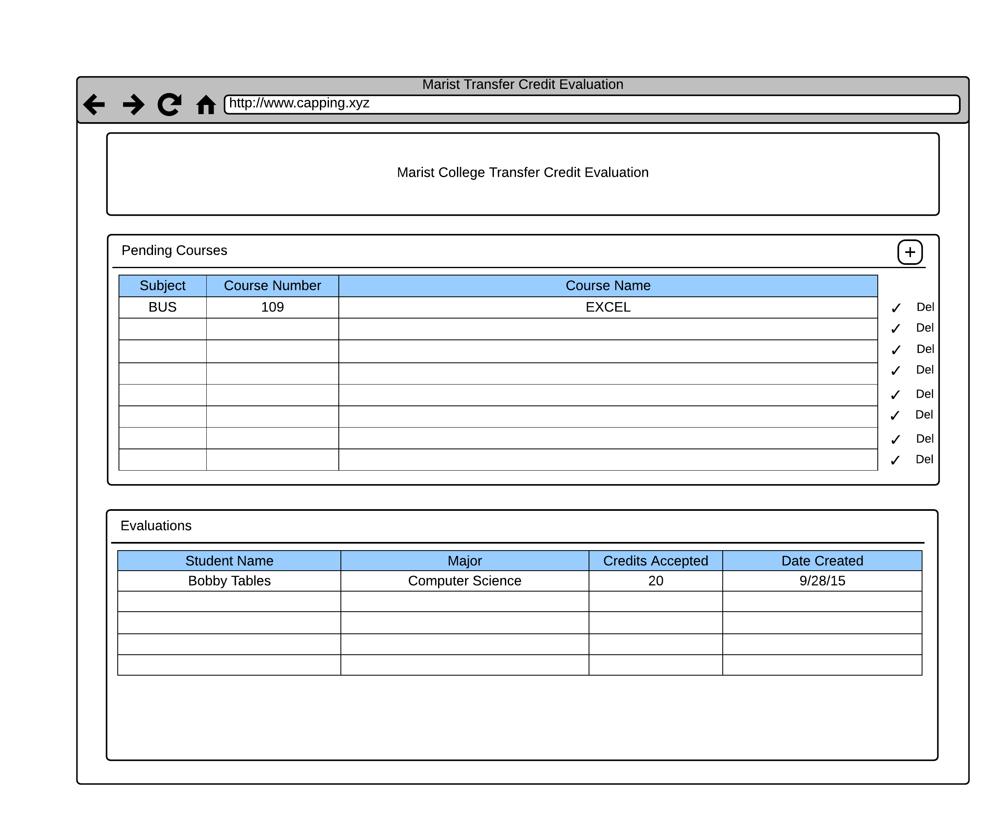 Marist Transfer Credit Evaluation
http://www.capping.xyz
Marist College Transfer Credit Evaluation
Pending Courses +
Subject Course Number Course Name
BUS 109 EXCEL ✓ Del
✓ Del
✓ Del
✓ Del
✓ Del
✓ Del
✓ Del
✓ Del
Evaluations
Student Name Major Credits Accepted Date Created
Bobby Tables Computer Science 20 9/28/15